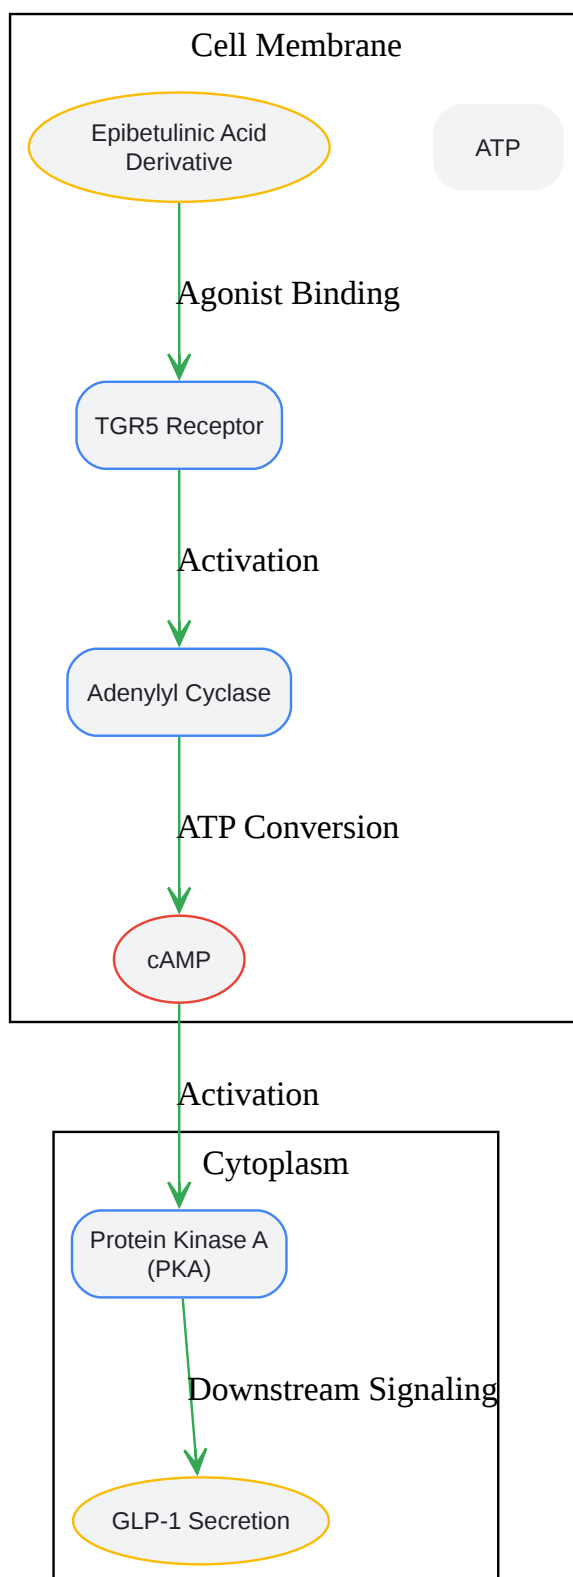 Cell Membrane
Epibetulinic Acid
Derivative
ATP
Agonist Binding
TGR5 Receptor
Activation
Adenylyl Cyclase
ATP Conversion
cAMP
Activation
Cytoplasm
Protein Kinase A
(PKA)
Downstream Signaling
GLP-1 Secretion